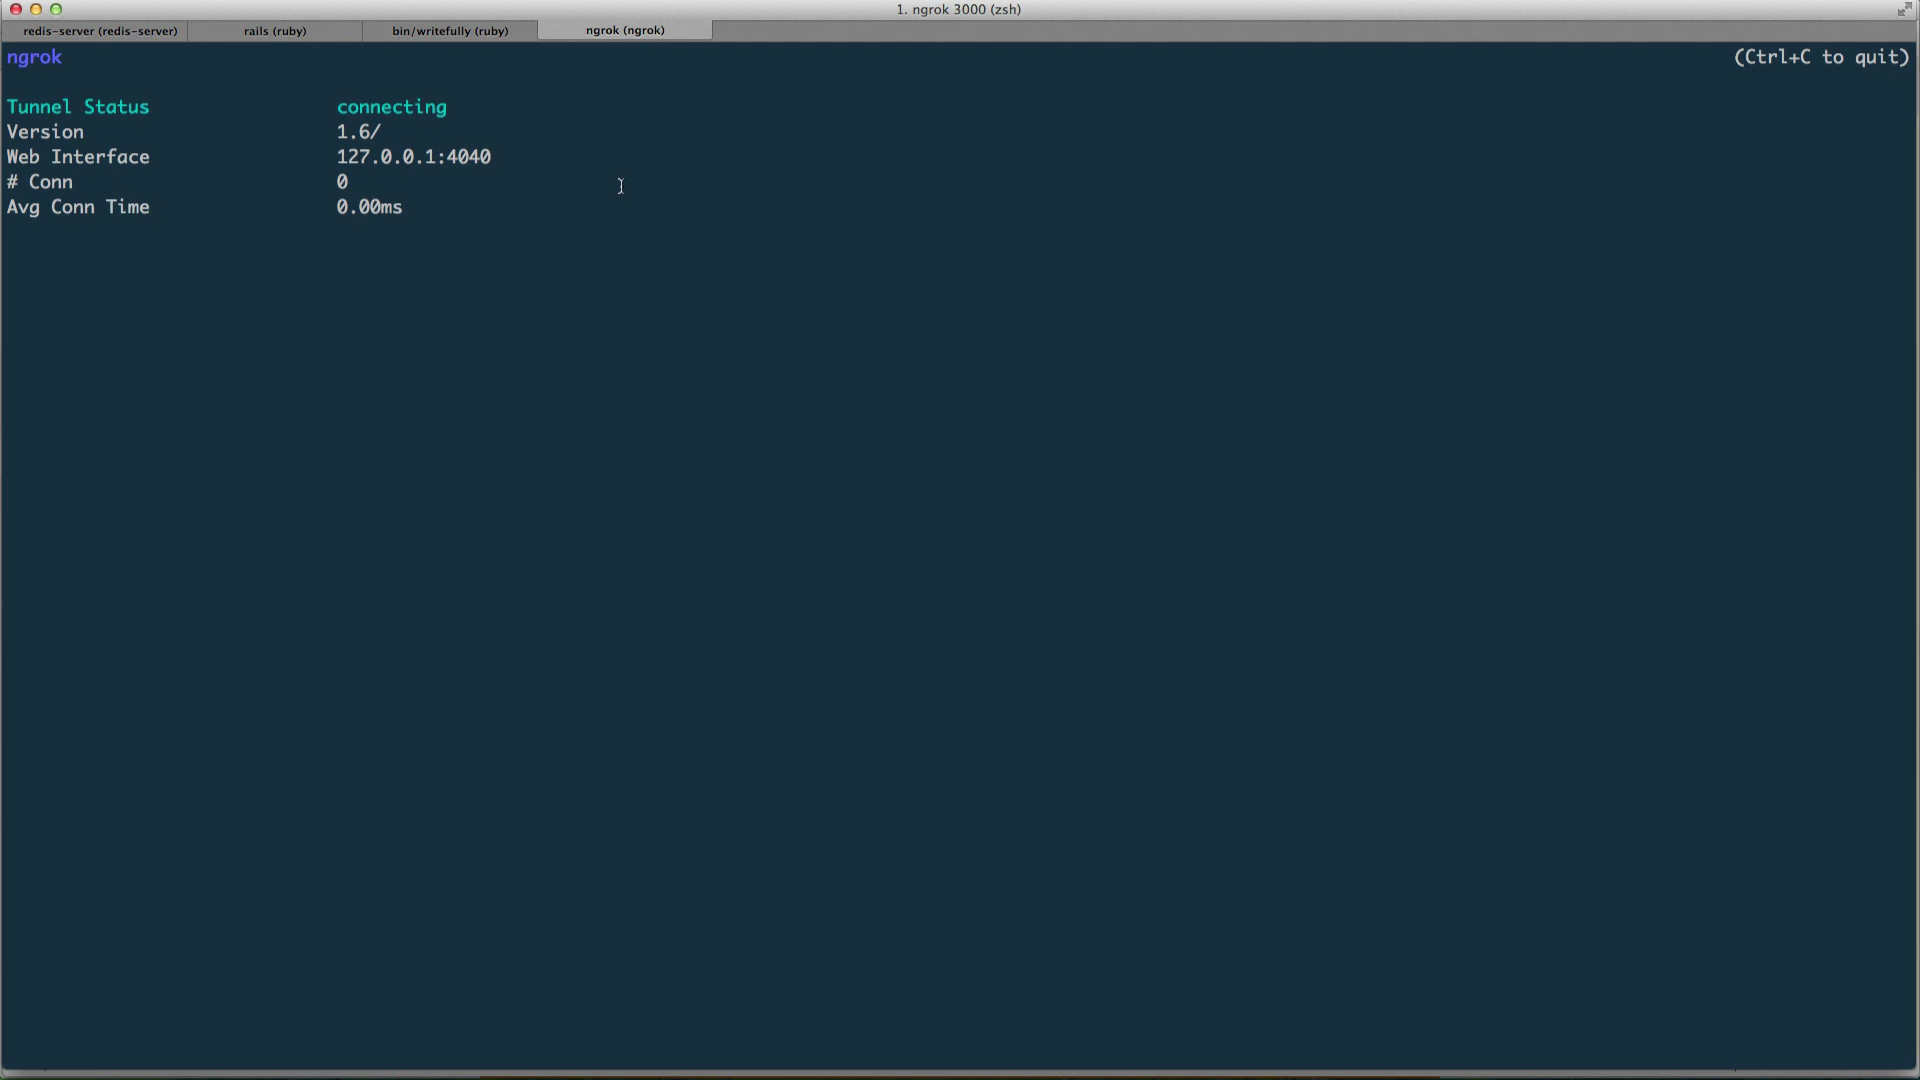 1. ngrok 3000 (zsh)
redis-server (redis-server) rails (ruby) bin/writefully (ruby) ngrok (ngrok)
ngrok (Ctrl+C to quit)
Tunnel Status connecting
Version 1.6/
Web Interface 127.0.0.1:4040
# Conn 0
Avg Conn Time 0.00ms